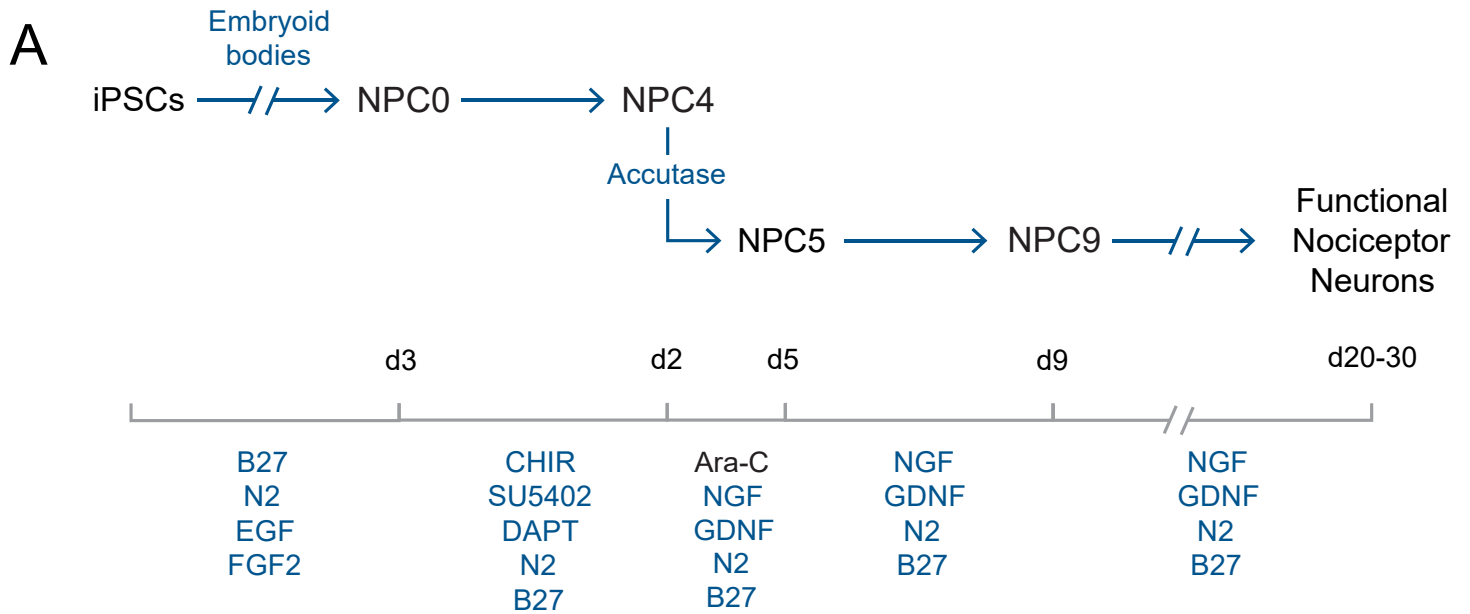 A
Embryoid
bodies
iPSCs
NPC0
NPC4
Accutase
NPC5
NPC9
Functional
Nociceptor
Neurons
d3
d2
d5
d9
d20-30
B27
N2
EGF
FGF2
CHIR
SU5402
DAPT
N2
B27
Ara-C
NGF
GDNF
N2
B27
NGF
GDNF
N2
B27
NGF
GDNF
N2
B27